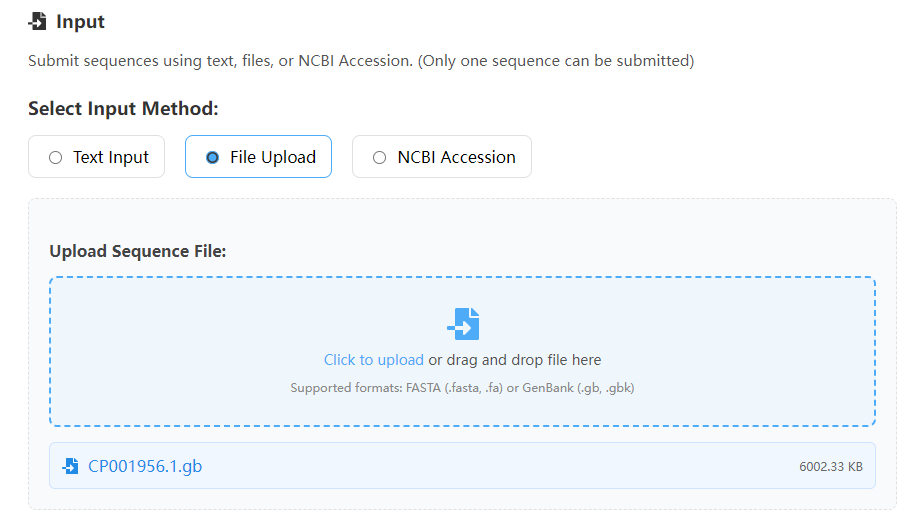 Input
Submit sequences using text, files, or NCBI Accession. (Only one sequence can be submitted)
Select Input Method:
Text Input
File Upload
NCBI Accession
Upload Sequence File:
Click to upload or drag and drop file here
Supported formats: FASTA (.fasta, .fa) or GenBank (.gb, .gbk)
CP001956.1.gb
6002.33 KB